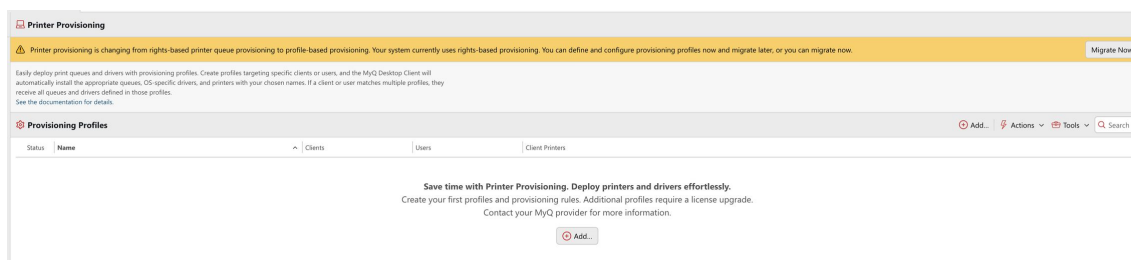 Printer Provisioning
Printer provisioning is changing from rights-based printer queue provisioning to profile-based provisioning. Your system currently uses rights-based provisioning. You can define and configure provisioning profiles now and migrate later, or you can migrate now.
Migrate Now
Easily deploy print queues and drivers with provisioning profiles. Create profiles targeting specific clients or users, and the MyQ Desktop Client will
automatically install the appropriate queues, OS-specific drivers, and printers with your chosen names. If a client or user matches multiple profiles, they
receive all queues and drivers defined in those profiles.
See the documentation for details.
Provisioning Profiles
Add... Actions Tools Search
Status Name Clients Users Client Printers
Save time with Printer Provisioning. Deploy printers and drivers effortlessly.
Create your first profiles and provisioning rules. Additional profiles require a license upgrade.
Contact your MyQ provider for more information.
Add...